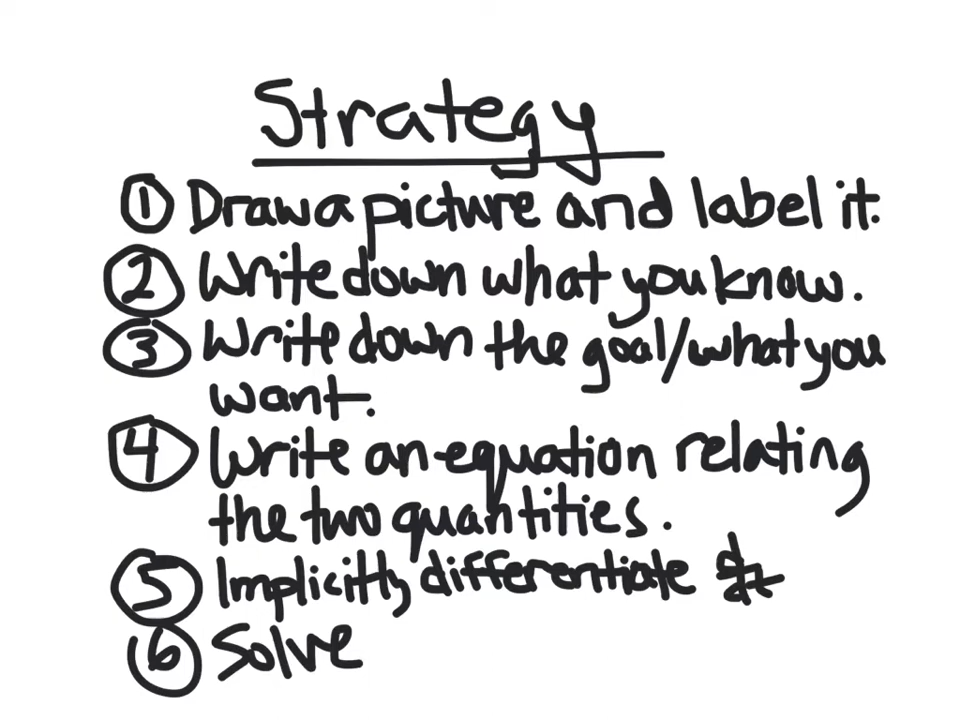 Strategy
① Draw a picture and label it.
② Write down what you know.
③ Write down the goal/what you
want.
④ Write an equation relating
the two quantities.
⑤ Implicitly differentiate d/dt
⑥ Solve